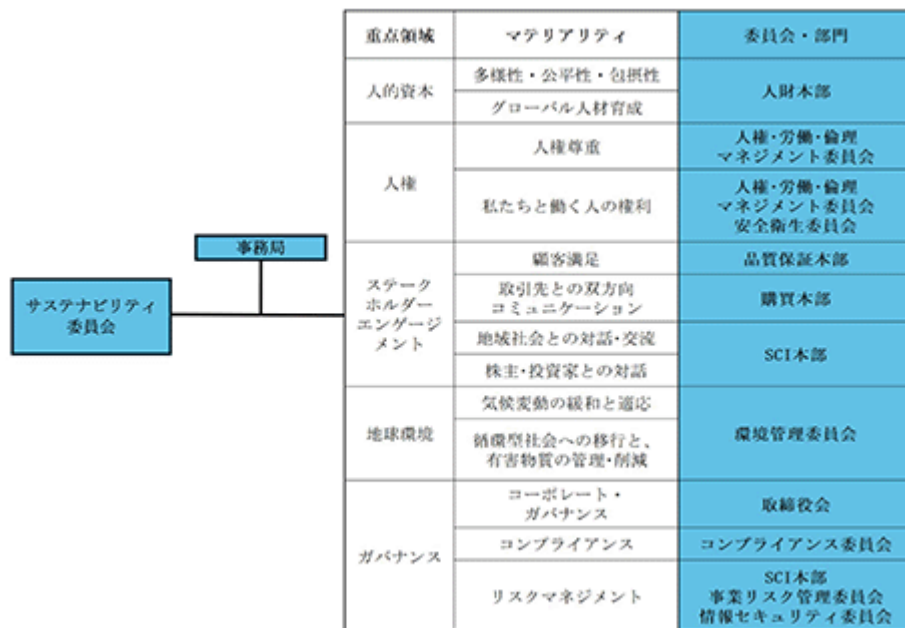 重点領域
マテリアリティ
委員会・部門
人的資本
多様性・公平性・包摂性
グローバル人材育成
人財本部
人権
人権尊重
人権・労働・倫理
マネジメント委員会
私たちと働く人の権利
人権・労働・倫理
マネジメント委員会
安全衛生委員会
事務局
サステナビリティ
委員会
ステーク
ホルダー
エンゲージ
メント
顧客満足
品質保証本部
取引先との双方向
コミュニケーション
購買本部
地域社会との対話・交流
株主・投資家との対話
SCI本部
地球環境
気候変動の緩和と適応
循環型社会への移行と、
有害物質の管理・削減
環境管理委員会
ガバナンス
コーポレート・
ガバナンス
取締役会
コンプライアンス
コンプライアンス委員会
リスクマネジメント
SCI本部
事業リスク管理委員会
情報セキュリティ委員会